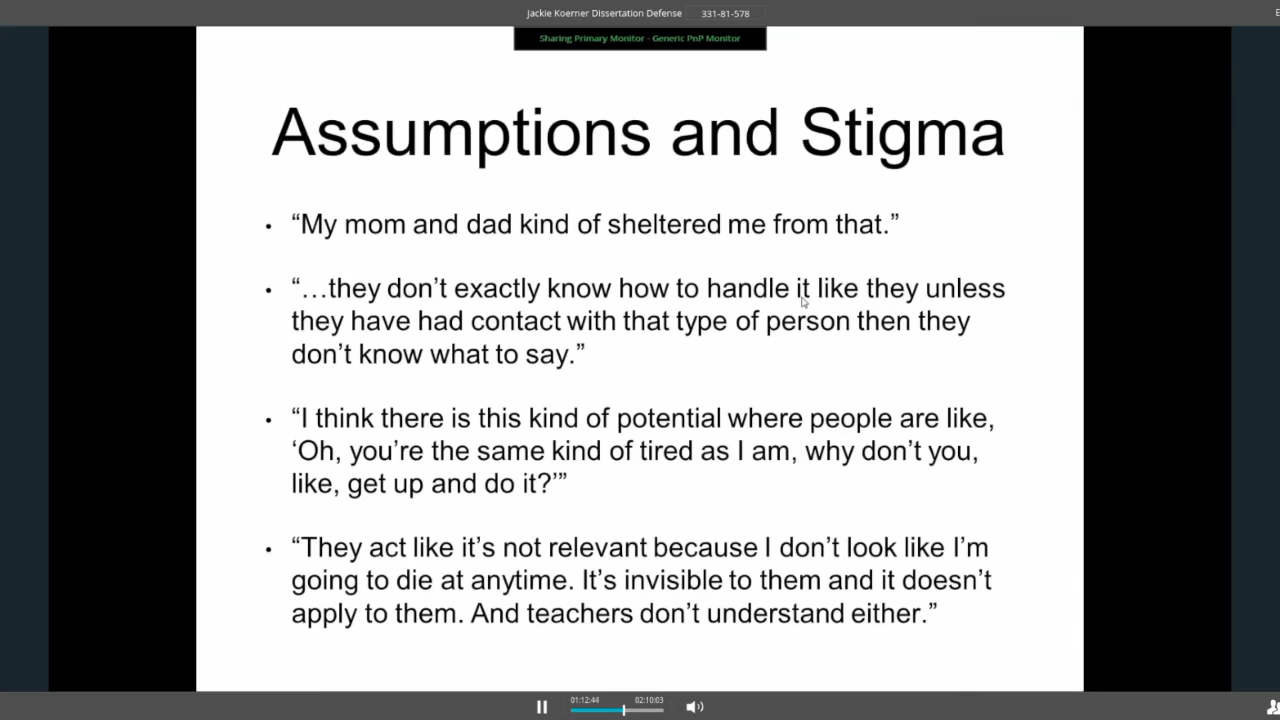 Jackie Koerner Dissertation Defense 331-81-578
Sharing Primary Monitor - Generic PnP Monitor
Assumptions and Stigma
• “My mom and dad kind of sheltered me from that.”
• “…they don’t exactly know how to handle it like they unless
they have had contact with that type of person then they
don’t know what to say.”
• “I think there is this kind of potential where people are like,
‘Oh, you’re the same kind of tired as I am, why don’t you,
like, get up and do it?’”
• “They act like it’s not relevant because I don’t look like I’m
going to die at anytime. It’s invisible to them and it doesn’t
apply to them. And teachers don’t understand either.”
01:12:44 02:10:03